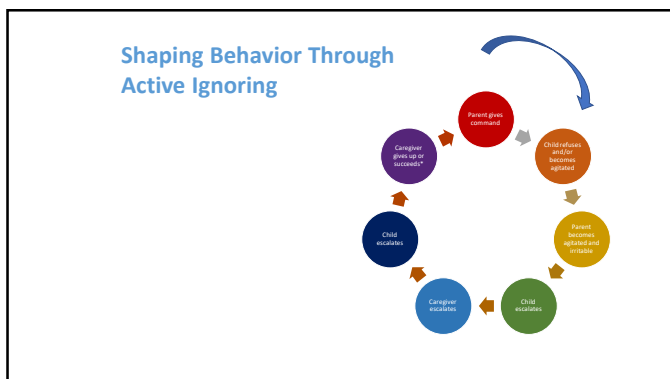 Shaping Behavior Through
Active Ignoring
Parent gives
command
Child refuses
and/or
becomes
agitated
Parent
becomes
agitated and
irritable
Child
escalates
Caregiver
escalates
Child
escalates
Caregiver
gives up or
succeeds*